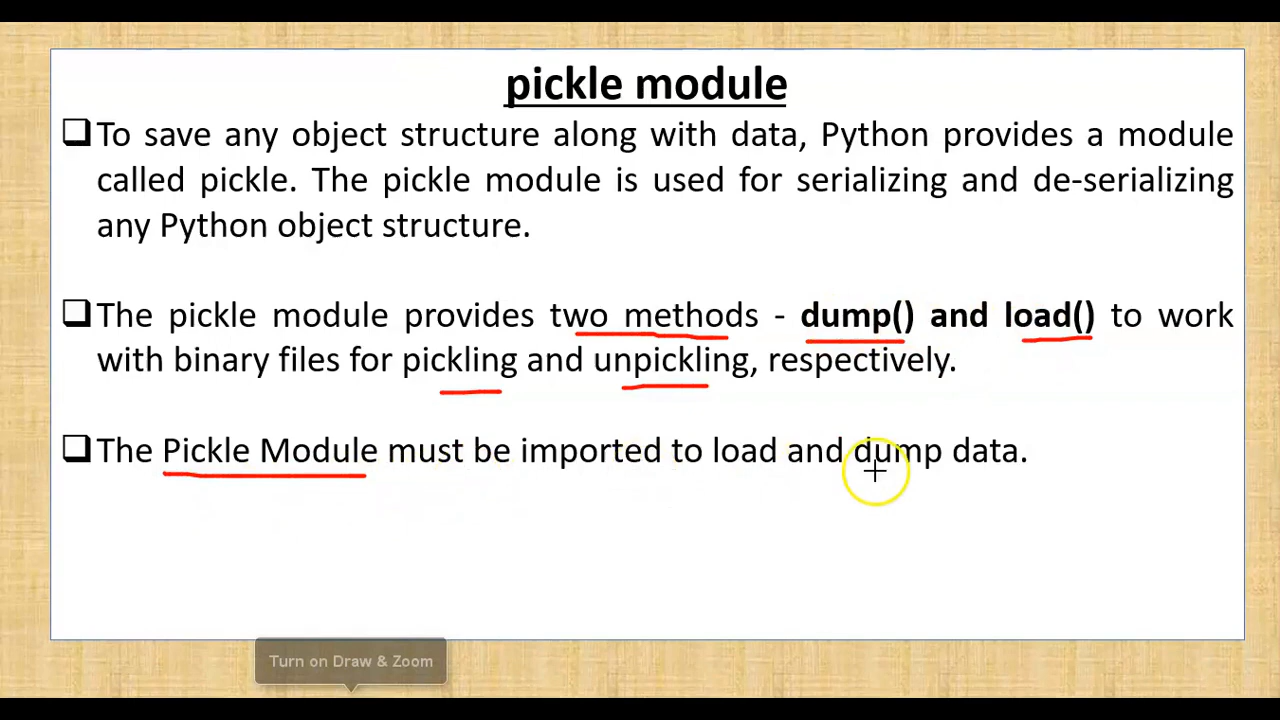 pickle module
❑To save any object structure along with data, Python provides a module
called pickle. The pickle module is used for serializing and de-serializing
any Python object structure.
❑The pickle module provides two methods - dump() and load() to work
with binary files for pickling and unpickling, respectively.
❑The Pickle Module must be imported to load and dump data.
Turn on Draw & Zoom